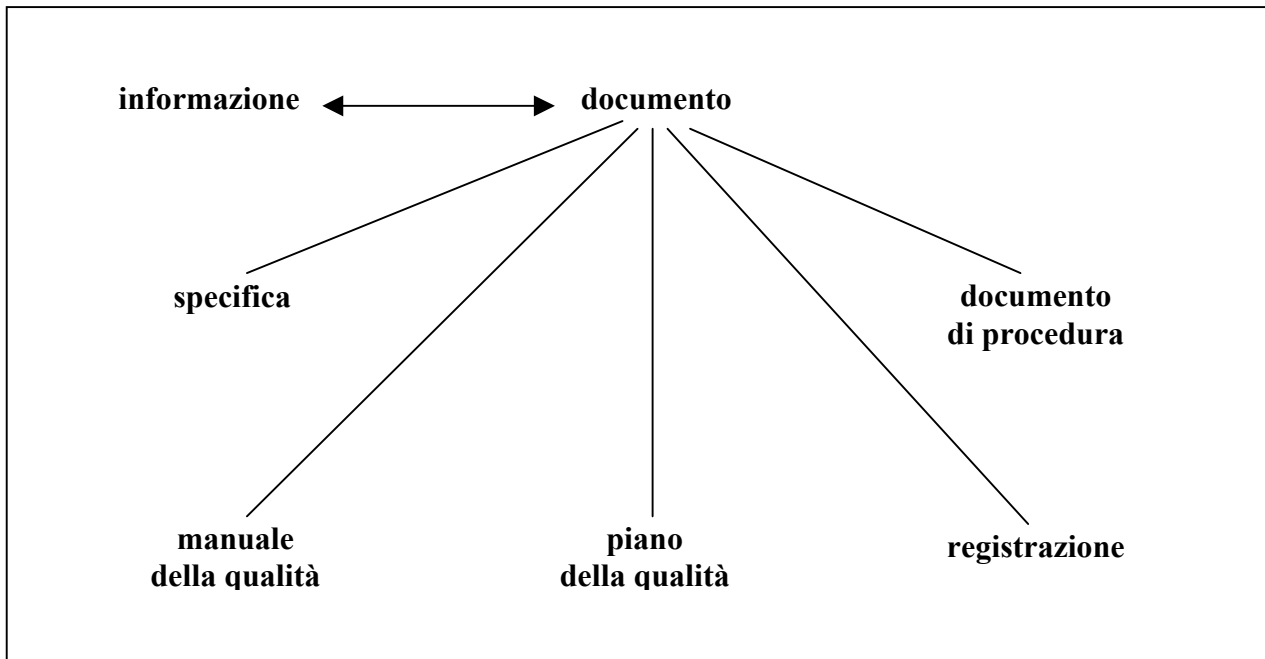 informazione
documento
specifica
documento
di procedura
manuale
della qualità
piano
della qualità
registrazione